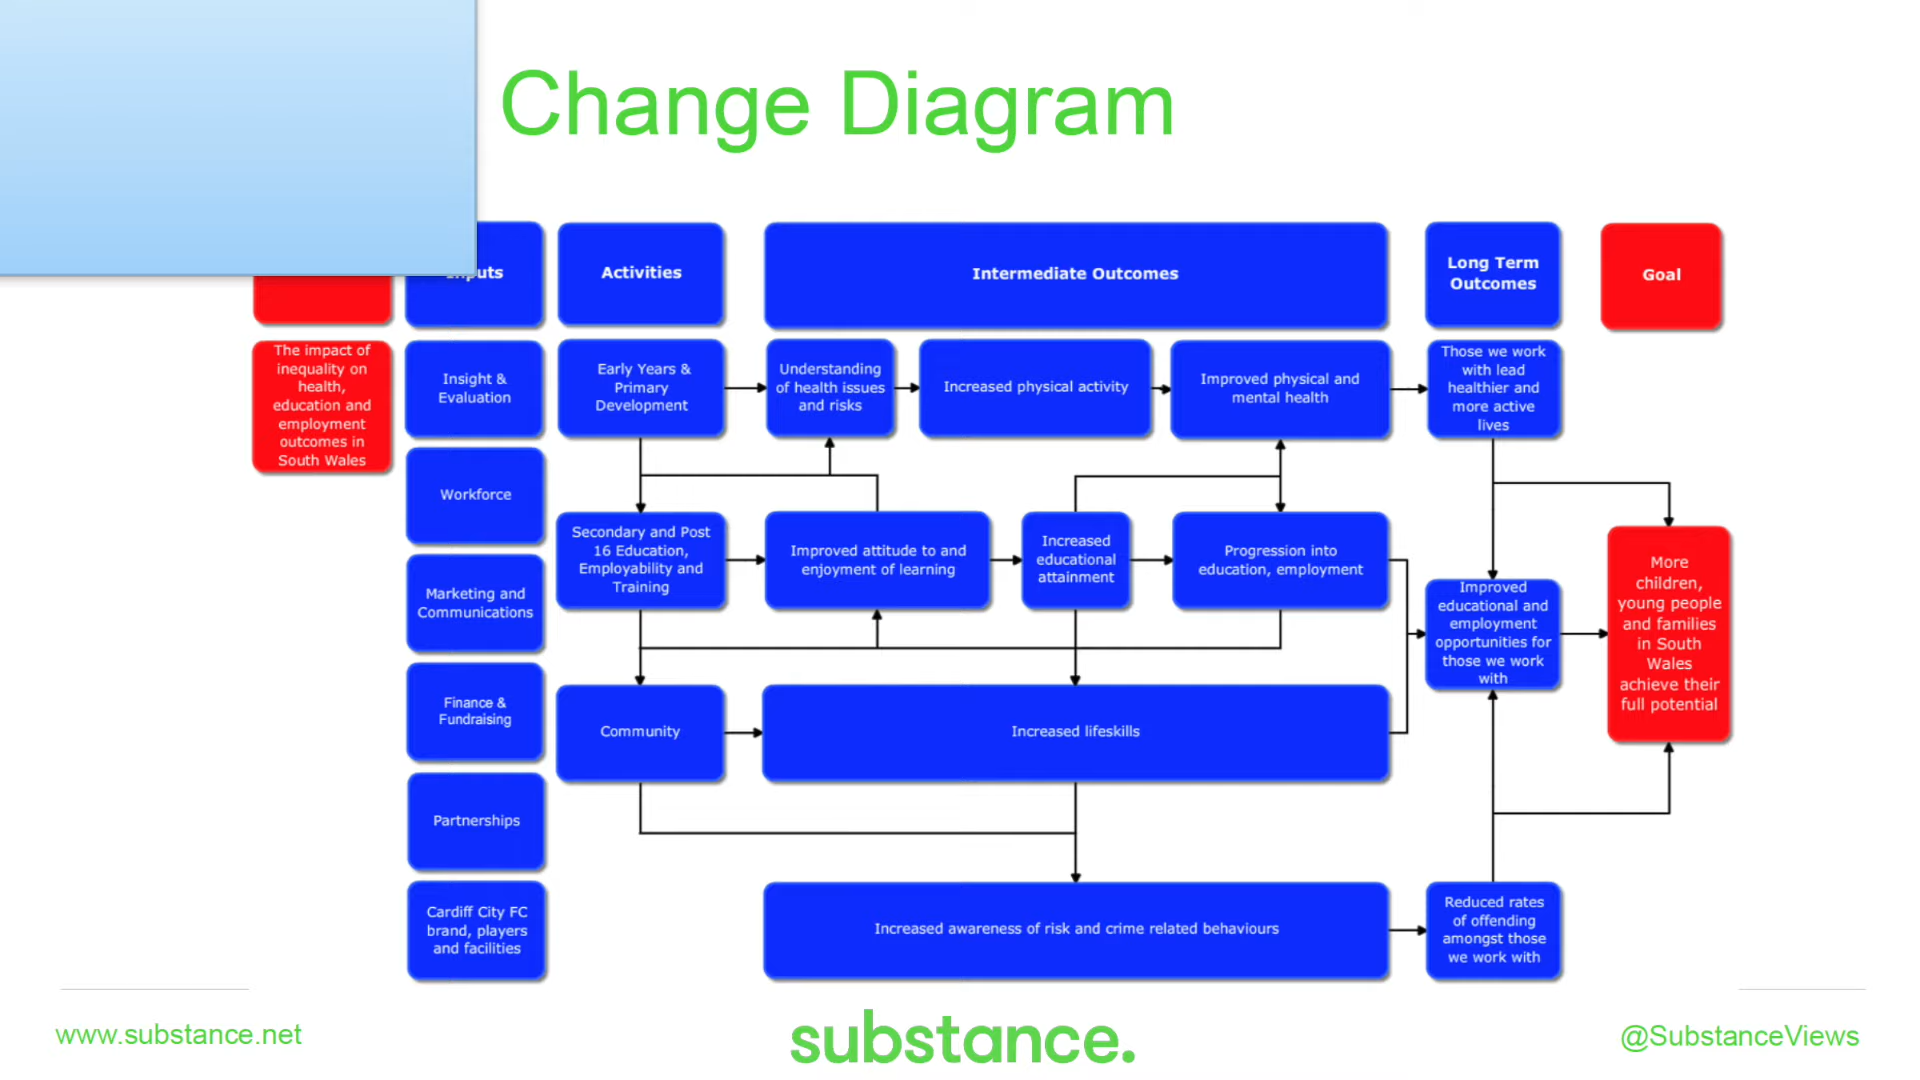 Change Diagram
Activities
Intermediate Outcomes
Long Term
Outcomes
Goal
The impact of
inequality on
health,
education and
employment
outcomes in
South Wales
Insight &
Evaluation
Early Years &
Primary
Development
Understanding
of health issues
and risks
Increased physical activity
Improved physical and
mental health
Those we work
with lead
healthier and
more active
lives
Workforce
Secondary and Post
16 Education,
Employability and
Training
Improved attitude to and
enjoyment of learning
Increased
educational
attainment
Progression into
education, employment
Marketing and
Communications
Improved
educational and
employment
opportunities for
those we work
with
More
children,
young people
and families
in South
Wales
achieve their
full potential
Finance &
Fundraising
Community
Increased lifeskills
Partnerships
Cardiff City FC
brand, players
and facilities
Increased awareness of risk and crime related behaviours
Reduced rates
of offending
amongst those
we work with
www.substance.net
substance.
@SubstanceViews